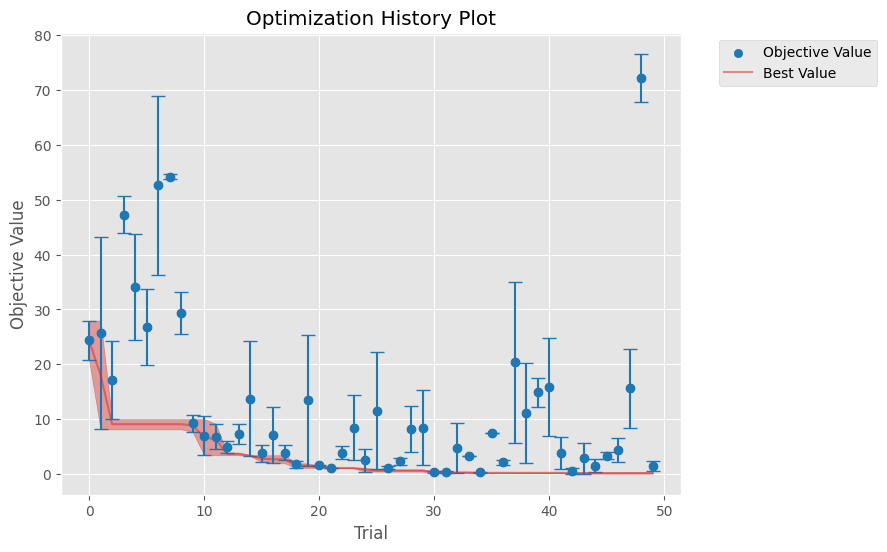 Optimization History Plot
Objective Value
Best Value
80
70
60
50
40
30
20
10
0
Objective Value
0 10 20 30 40 50
Trial